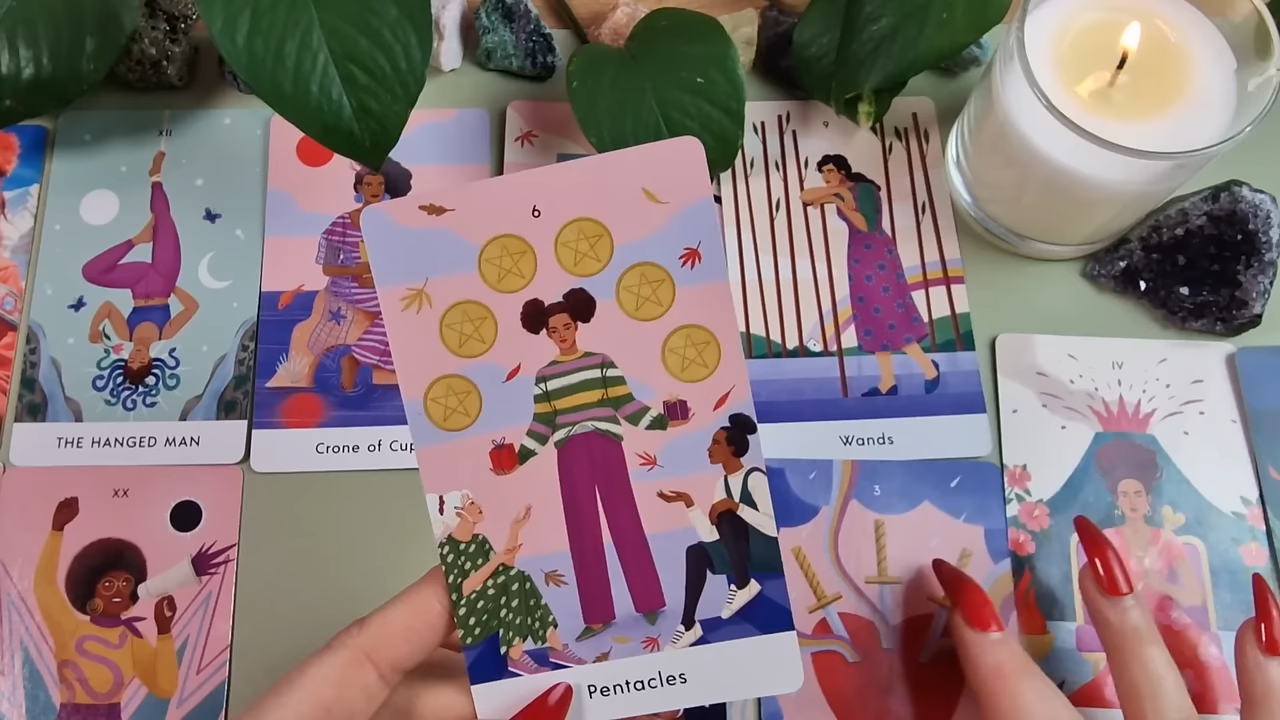 XII
THE HANGED MAN
Crone of Cup
6
Pentacles
9
Wands
XX
3
IV